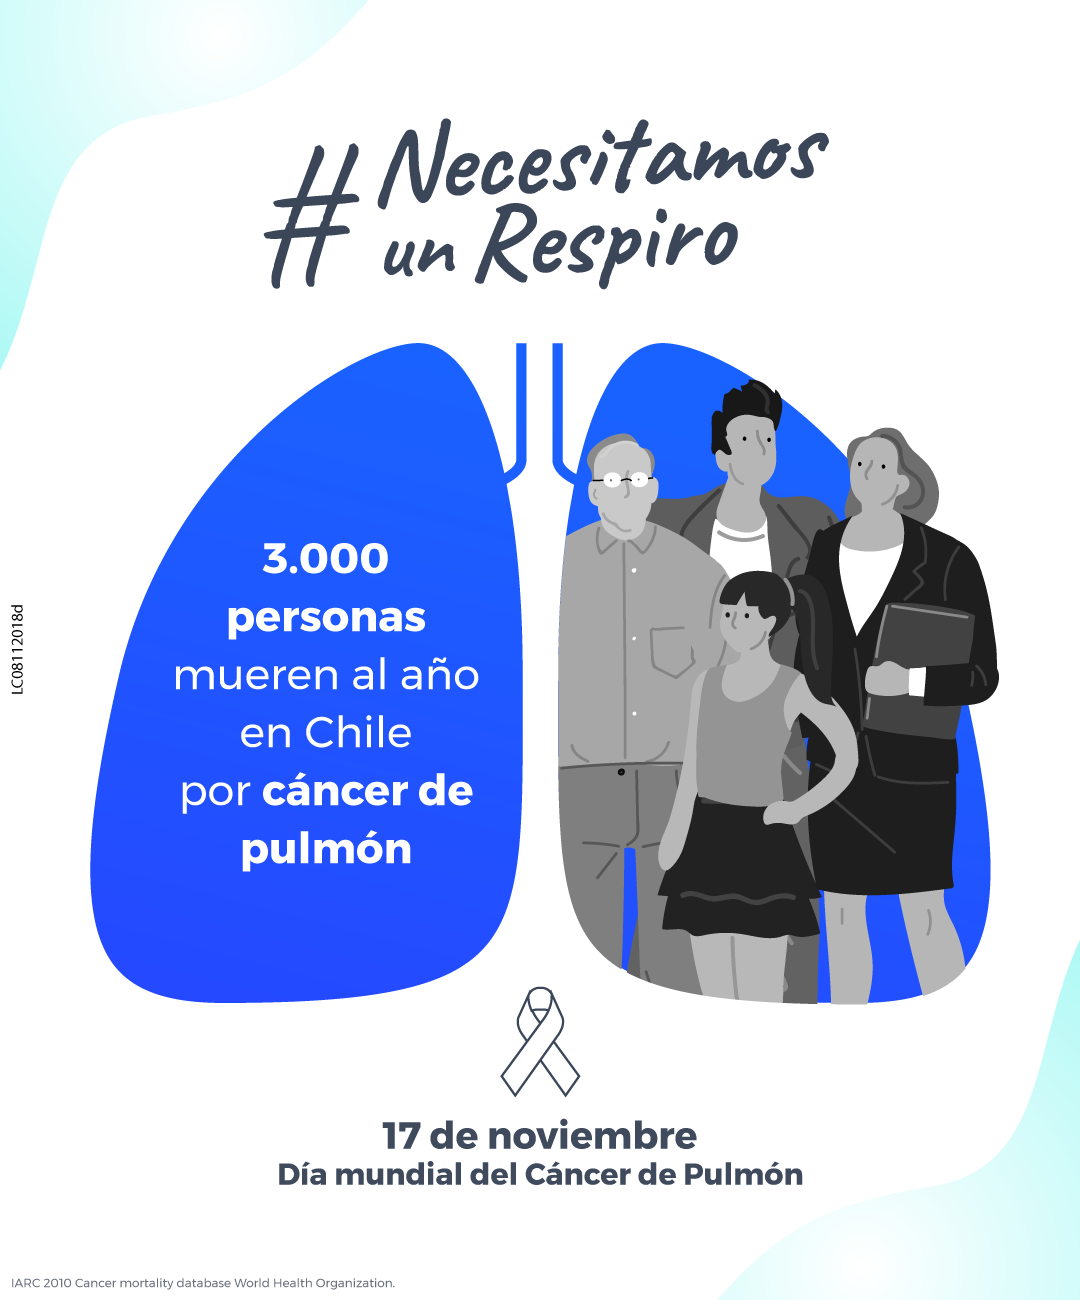 #Necesitamos
un Respiro
3.000
personas
mueren al año
en Chile
por cáncer de
pulmón
LC08112018d
17 de noviembre
Día mundial del Cáncer de Pulmón
IARC 2010 Cancer mortality database World Health Organization.